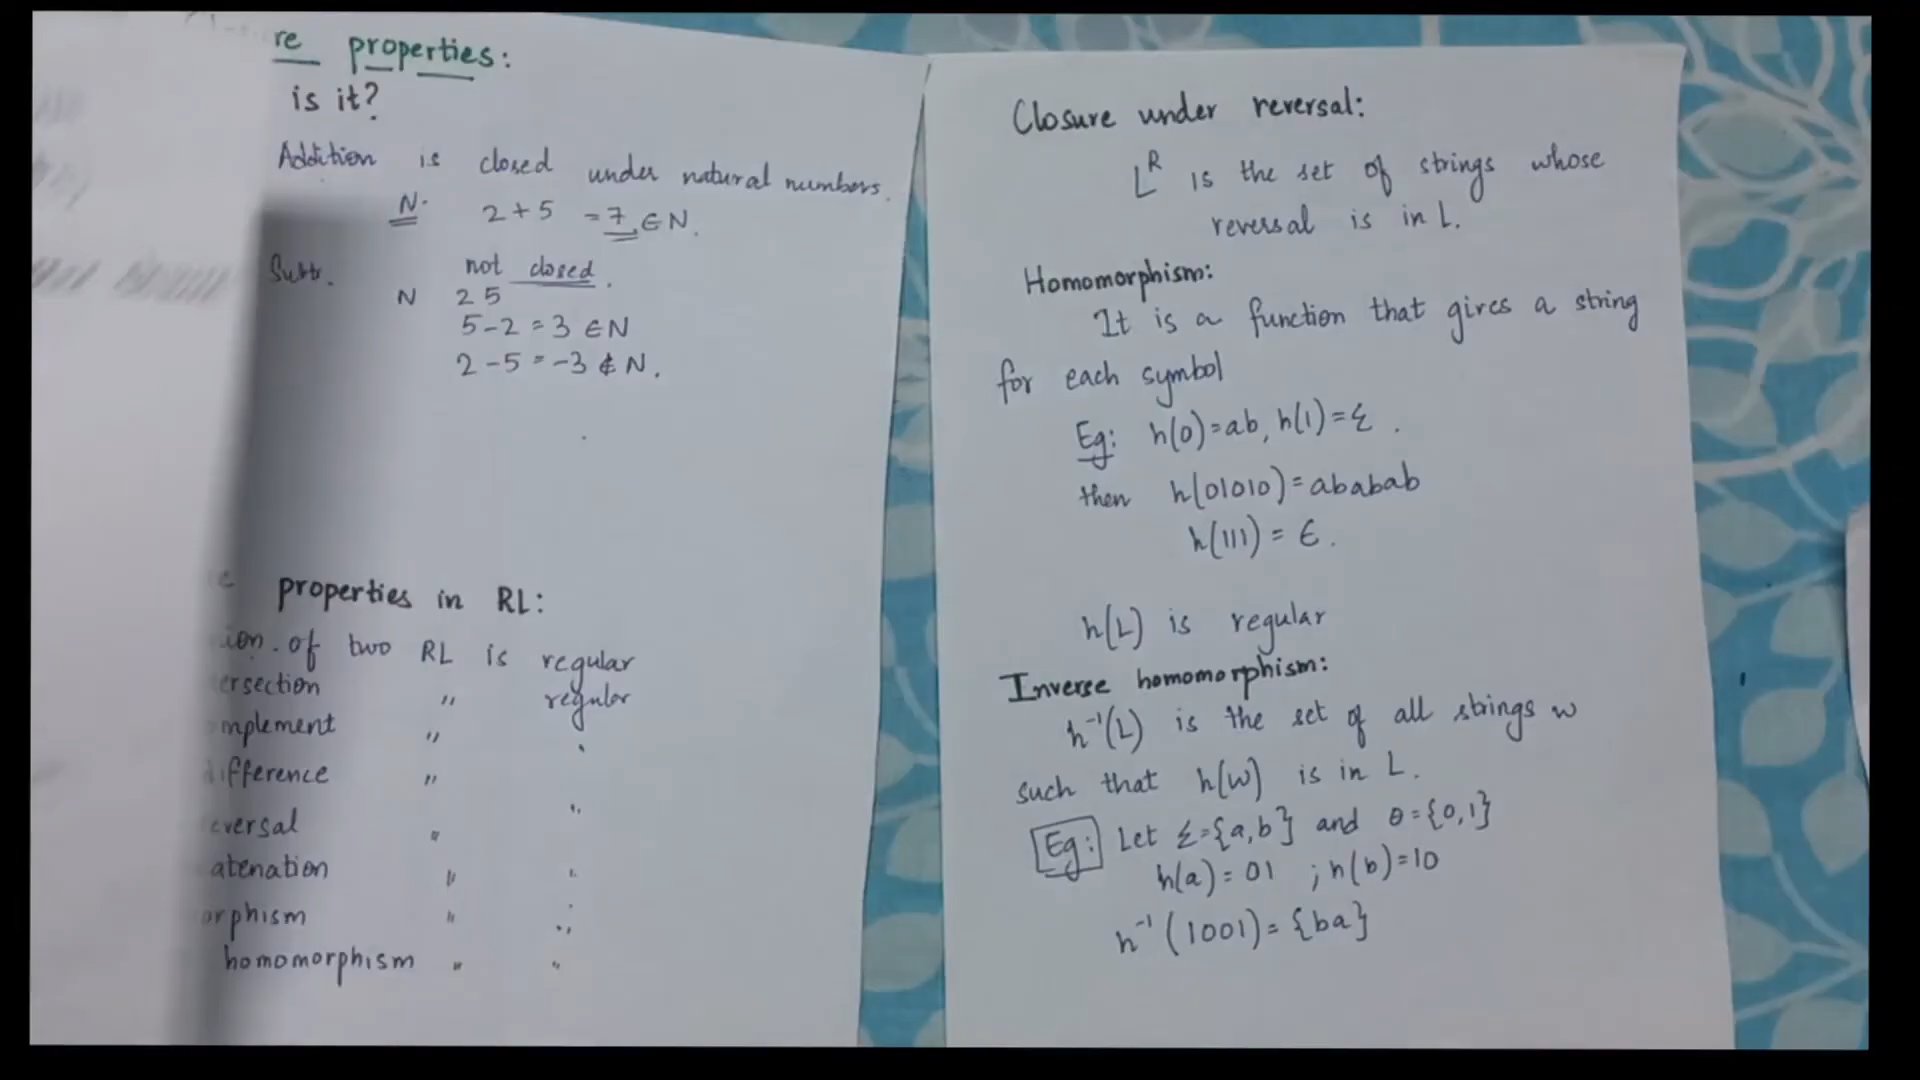 re properties:
is it?
Addition is closed under natural numbers.
N. 2+5 =7 ∈ N.
Subtr. not closed.
N 2 5
5-2=3 ∈N
2-5=-3 ∉ N.
properties in RL:
ion of two RL is regular
ersection " regular
mplement " "
ifference "
eversal " "
atenation " "
orphism " "
homomorphism " "
Closure under reversal:
L^R is the set of strings whose
reversal is in L.
Homomorphism:
It is a function that gives a string
for each symbol
Eg: h(0)=ab, h(1)=Σ.
then h(01010)=ababab
h(111)=ϵ.
h(L) is regular
Inverse homomorphism:
h⁻¹(L) is the set of all strings w
such that h(w) is in L.
Eg: Let Σ={a,b} and θ={0,1}
h(a)=01 ; h(b)=10
h⁻¹(1001)={ba}